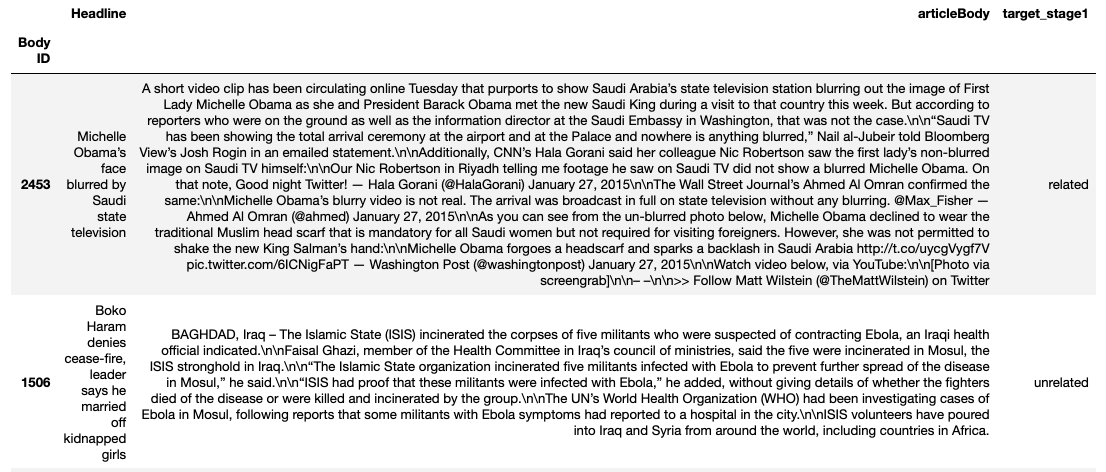 Headline articleBody target_stage1
Body
ID
A short video clip has been circulating online Tuesday that purports to show Saudi Arabia’s state television station blurring out the image of First
Lady Michelle Obama as she and President Barack Obama met the new Saudi King during a visit to that country this week. But according to
reporters who were on the ground as well as the information director at the Saudi Embassy in Washington, that was not the case.\n\n“Saudi TV
Michelle has been showing the total arrival ceremony at the airport and at the Palace and nowhere is anything blurred,” Nail al-Jubeir told Bloomberg
Obama’s View’s Josh Rogin in an emailed statement.\n\nAdditionally, CNN’s Hala Gorani said her colleague Nic Robertson saw the first lady’s non-blurred
face image on Saudi TV himself:\n\nOur Nic Robertson in Riyadh telling me footage he saw on Saudi TV did not show a blurred Michelle Obama. On
2453 blurred by that note, Good night Twitter! — Hala Gorani (@HalaGorani) January 27, 2015\n\nThe Wall Street Journal’s Ahmed Al Omran confirmed the related
Saudi same:\n\nMichelle Obama’s blurry video is not real. The arrival was broadcast in full on state television without any blurring. @Max_Fisher —
state Ahmed Al Omran (@ahmed) January 27, 2015\n\nAs you can see from the un-blurred photo below, Michelle Obama declined to wear the
television traditional Muslim head scarf that is mandatory for all Saudi women but not required for visiting foreigners. However, she was not permitted to
shake the new King Salman’s hand:\n\nMichelle Obama forgoes a headscarf and sparks a backlash in Saudi Arabia http://t.co/uycgVygf7V
pic.twitter.com/6ICNigFaPT — Washington Post (@washingtonpost) January 27, 2015\n\nWatch video below, via YouTube:\n\n[Photo via
screengrab]\n\n– –\n\n>> Follow Matt Wilstein (@TheMattWilstein) on Twitter
Boko
Haram BAGHDAD, Iraq – The Islamic State (ISIS) incinerated the corpses of five militants who were suspected of contracting Ebola, an Iraqi health
denies official indicated.\n\nFaisal Ghazi, member of the Health Committee in Iraq’s council of ministries, said the five were incinerated in Mosul, the
cease-fire, ISIS stronghold in Iraq.\n\n\n“The Islamic State organization incinerated five militants infected with Ebola to prevent further spread of the disease
1506 leader in Mosul,” he said.\n\n“ISIS had proof that these militants were infected with Ebola,” he added, without giving details of whether the fighters unrelated
says he died of the disease or were killed and incinerated by the group.\n\nThe UN’s World Health Organization (WHO) had been investigating cases of
married Ebola in Mosul, following reports that some militants with Ebola symptoms had reported to a hospital in the city.\n\nISIS volunteers have poured
off into Iraq and Syria from around the world, including countries in Africa.
kidnapped
girls